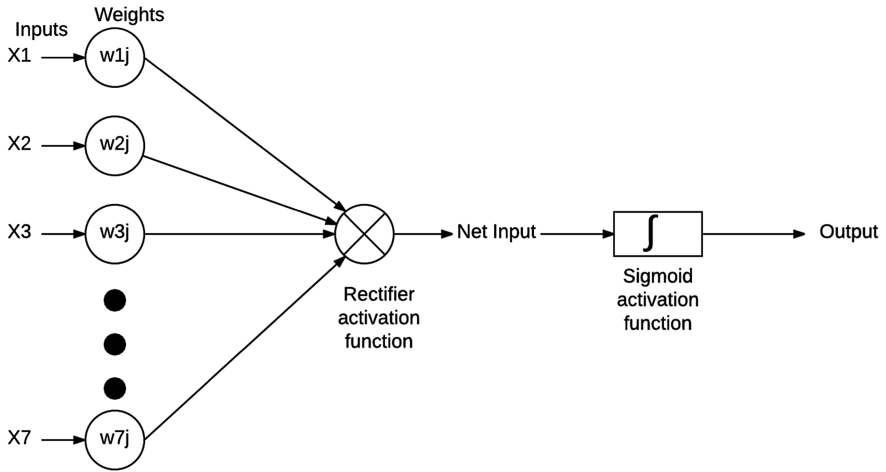 Weights
Inputs
X1
w1j
X2
w2j
X3
w3j
Net Input
Output
Rectifier
activation
function
Sigmoid
activation
function
X7
w7j